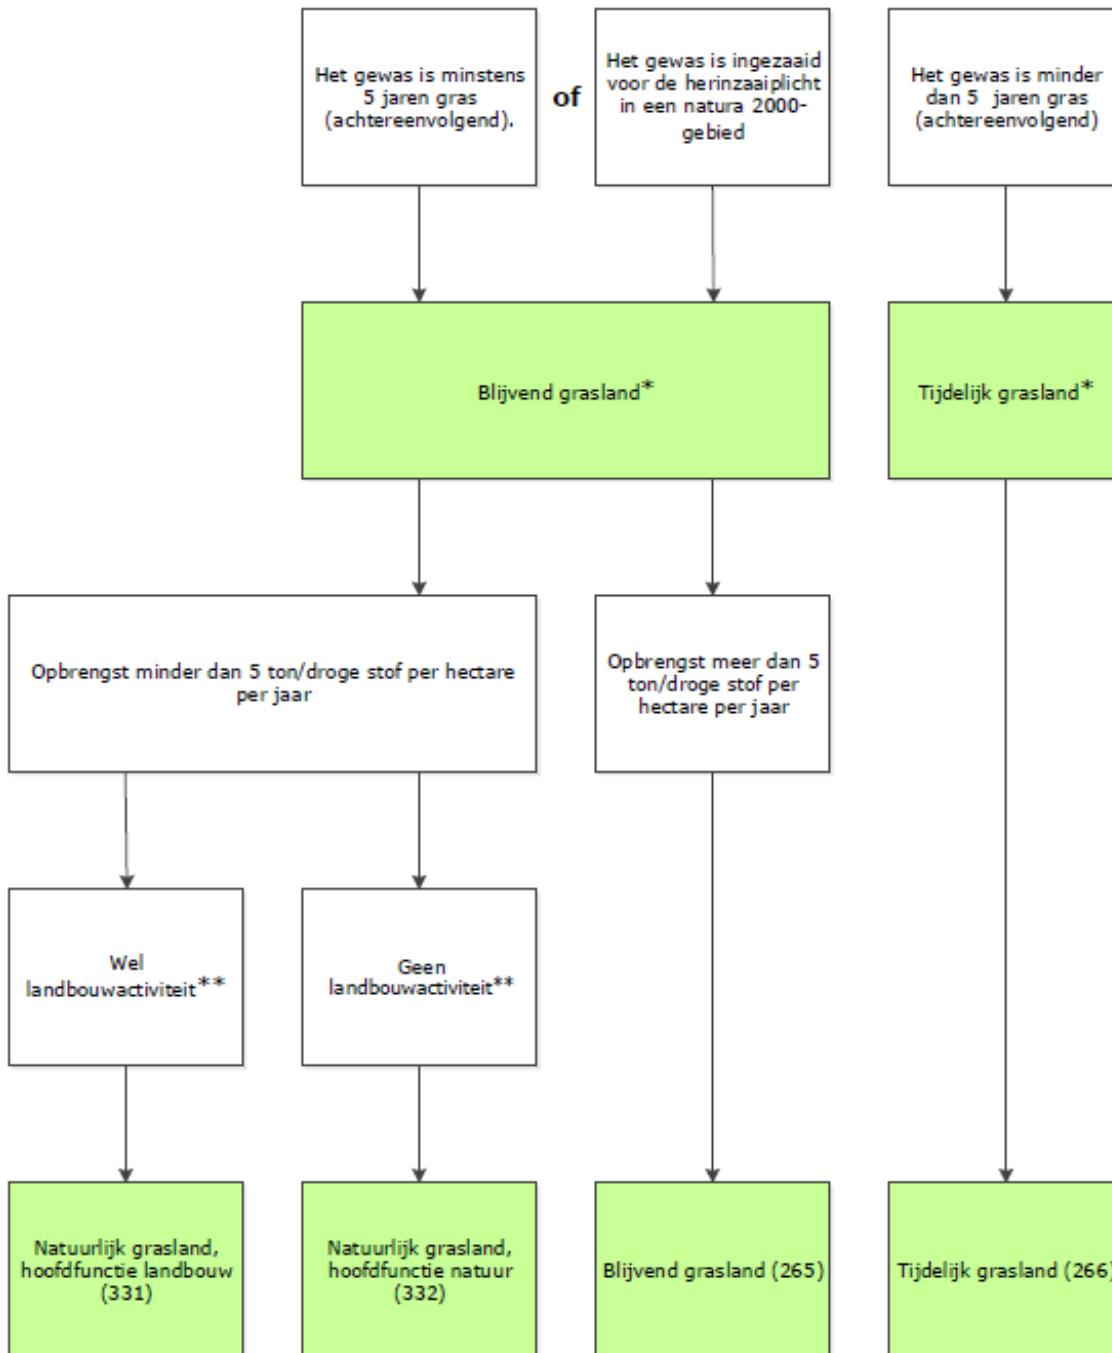 Het gewas is minstens
5 jaren gras
(achtereenvolgend).
of
Het gewas is ingezaaid
voor de herinzaaiplicht
in een natura 2000-
gebied
Het gewas is minder
dan 5 jaren gras
(achtereenvolgend)
Blijvend grasland*
Tijdelijk grasland*
Opbrengst minder dan 5 ton/droge stof per hectare
per jaar
Opbrengst meer dan 5
ton/droge stof per
hectare per jaar
Wel
landbouwactiviteit**
Geen
landbouwactiviteit**
Natuurlijk grasland,
hoofdfunctie landbouw
(331)
Natuurlijk grasland,
hoofdfunctie natuur
(332)
Blijvend grasland (265)
Tijdelijk grasland (266)